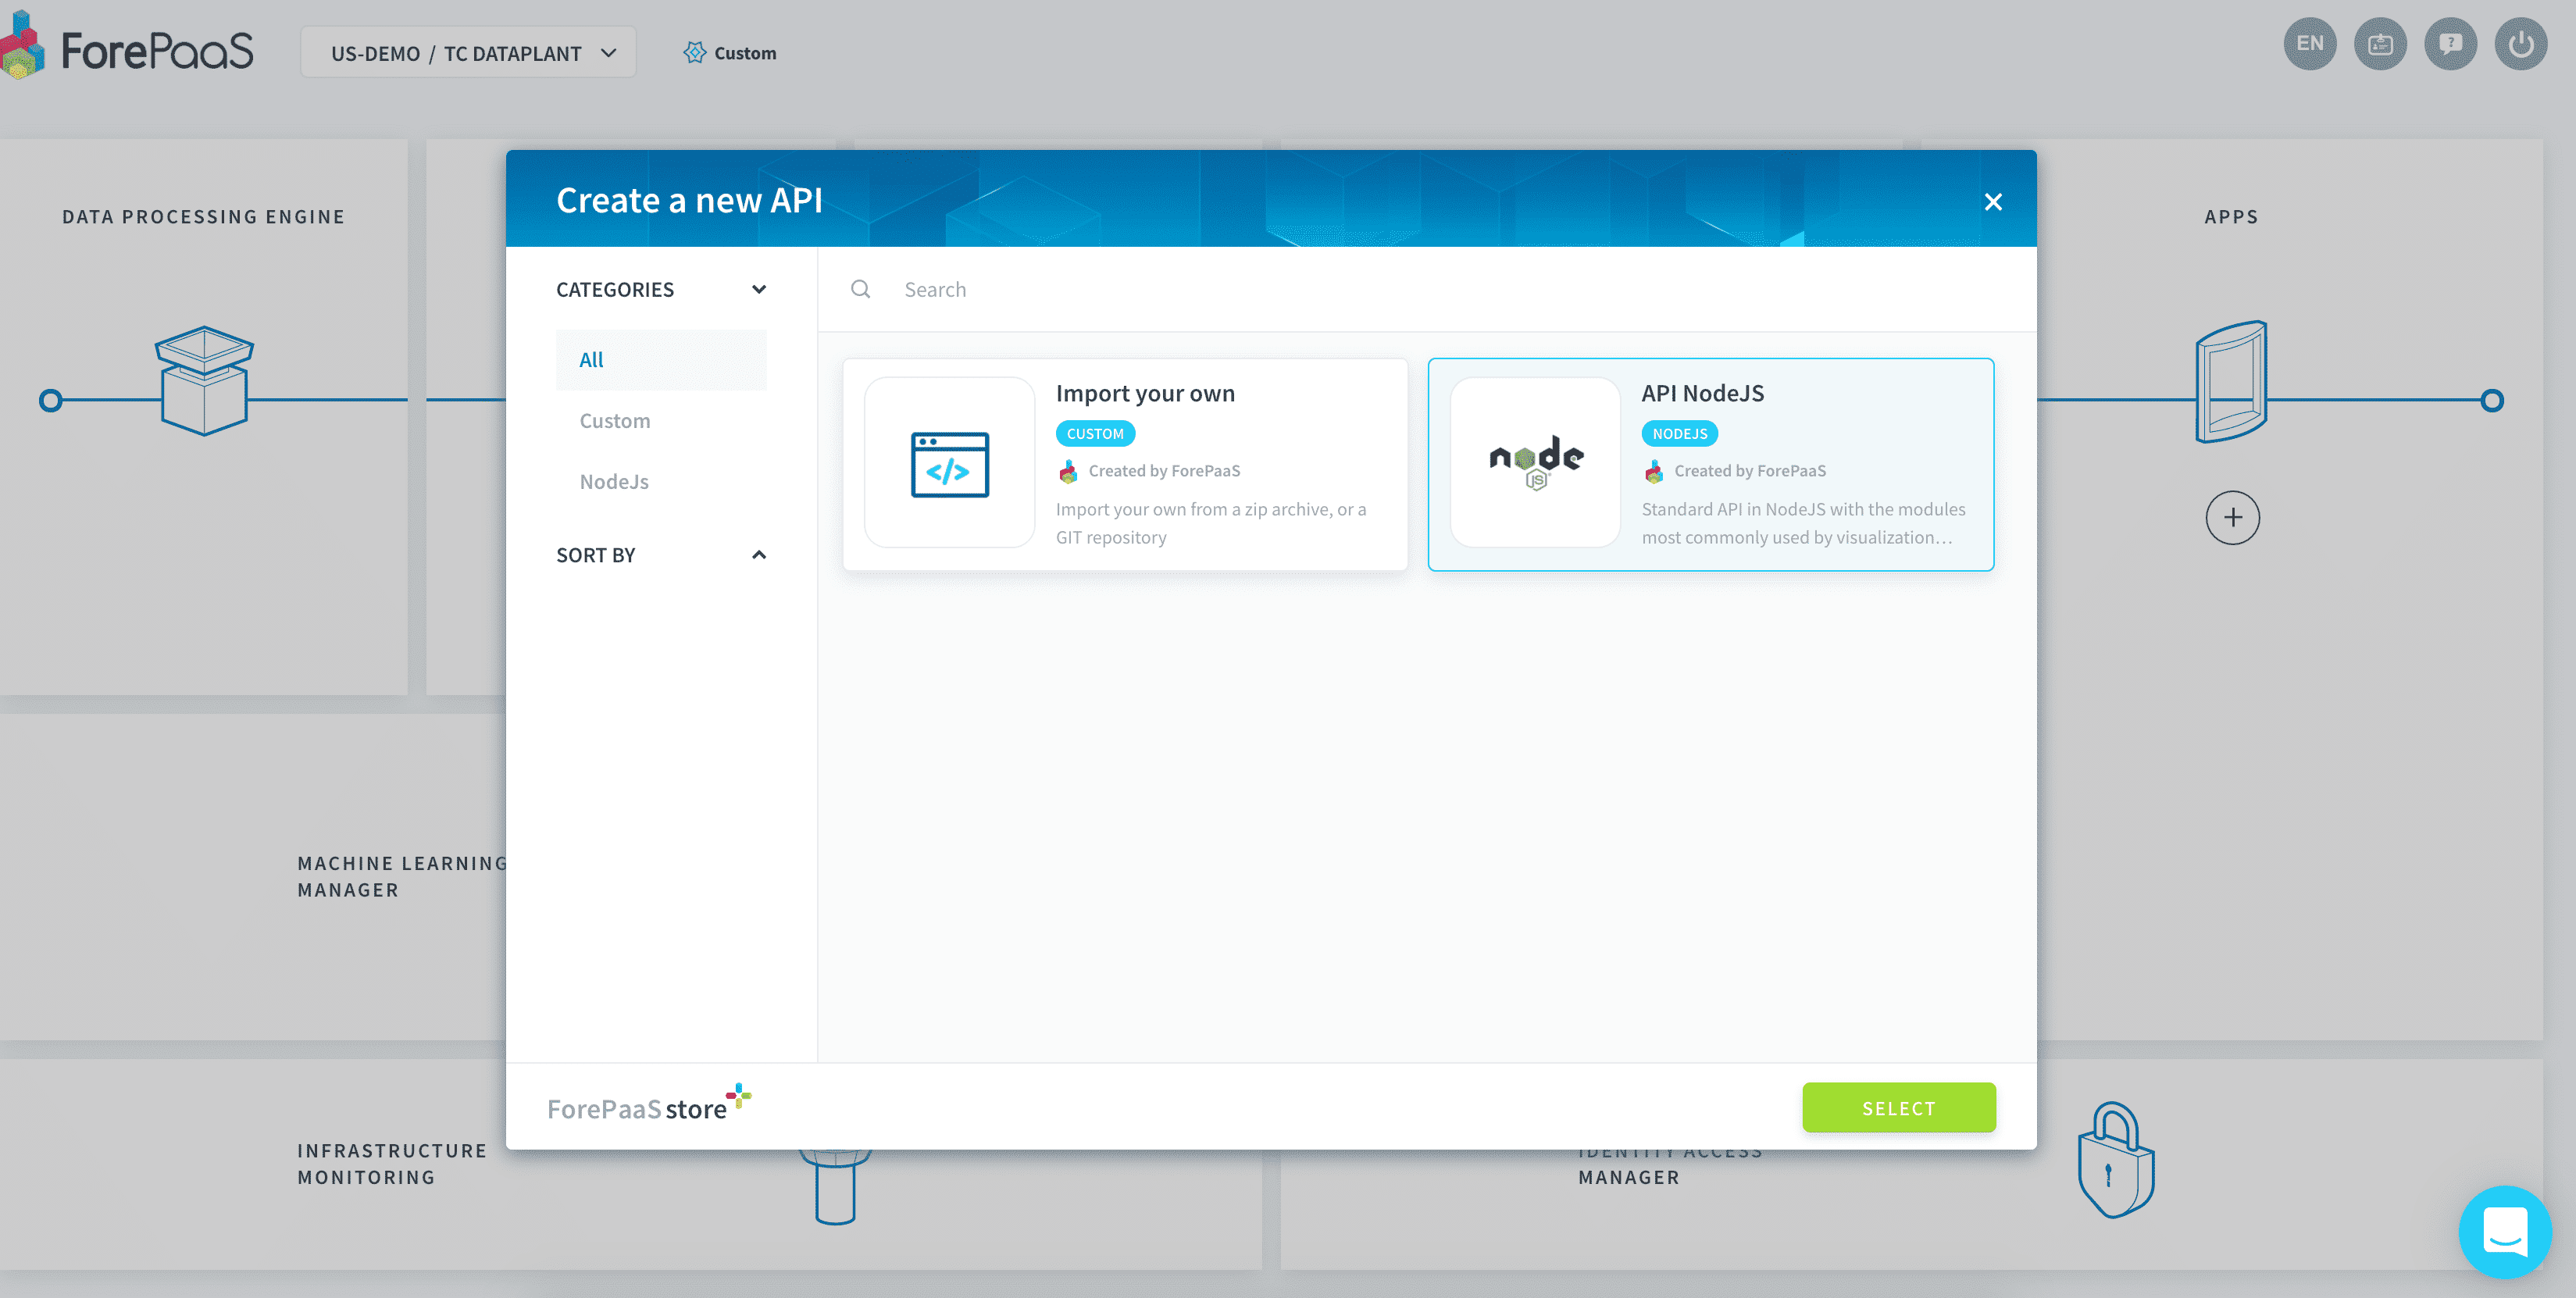 ForePaaS
US-DEMO / TC DATAPLANT
Custom
EN
DATA PROCESSING ENGINE
APPS
Create a new API
CATEGORIES
All
Custom
NodeJs
SORT BY
Search
Import your own
CUSTOM
Created by ForePaaS
Import your own from a zip archive, or a
GIT repository
node
JS
API NodeJS
NODEJS
Created by ForePaaS
Standard API in NodeJS with the modules
most commonly used by visualization...
MACHINE LEARNING
MANAGER
ForePaaS store
SELECT
INFRASTRUCTURE
MONITORING
IDENTITY ACCESS
MANAGER